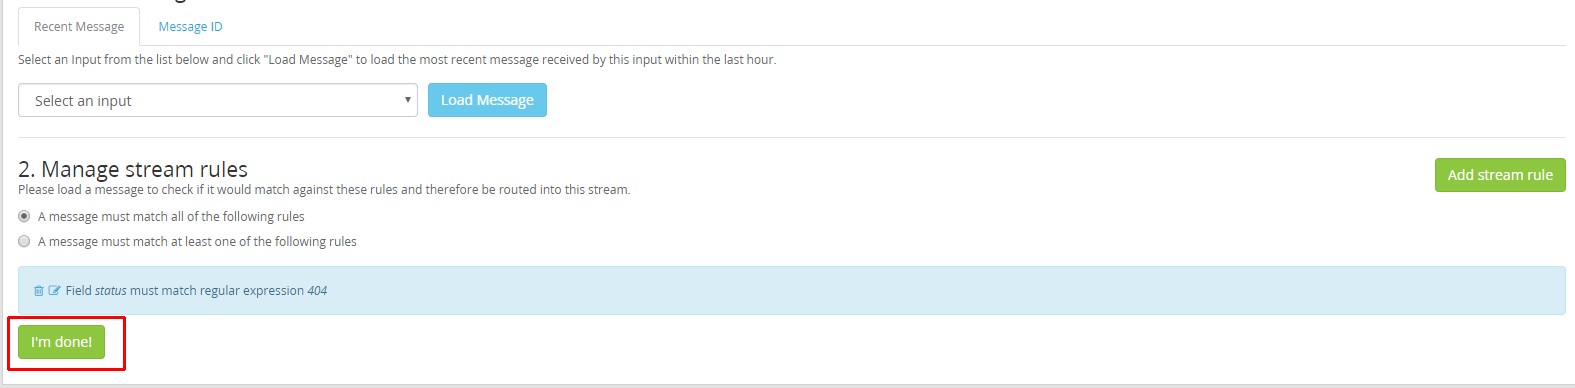 Recent Message
Message ID
Select an Input from the list below and click "Load Message" to load the most recent message received by this input within the last hour.
Select an input
Load Message
2. Manage stream rules
Please load a message to check if it would match against these rules and therefore be routed into this stream.
Add stream rule
A message must match all of the following rules
A message must match at least one of the following rules
Field status must match regular expression 404
I'm done!